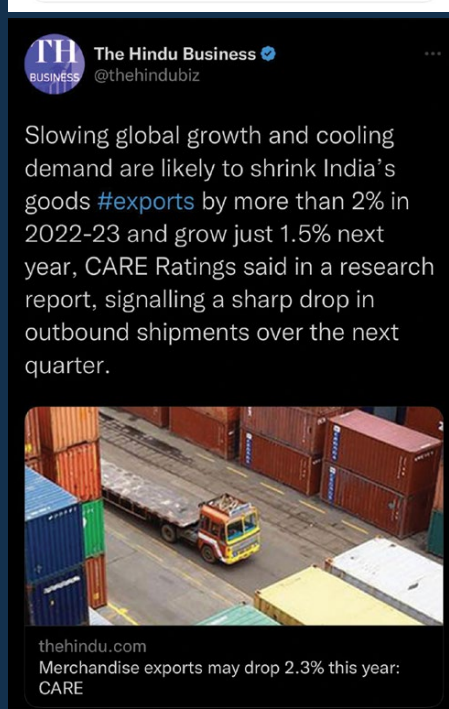 TH
BUSINESS
The Hindu Business
@thehindubiz
Slowing global growth and cooling
demand are likely to shrink India’s
goods #exports by more than 2% in
2022-23 and grow just 1.5% next
year, CARE Ratings said in a research
report, signalling a sharp drop in
outbound shipments over the next
quarter.
thehindu.com
Merchandise exports may drop 2.3% this year:
CARE